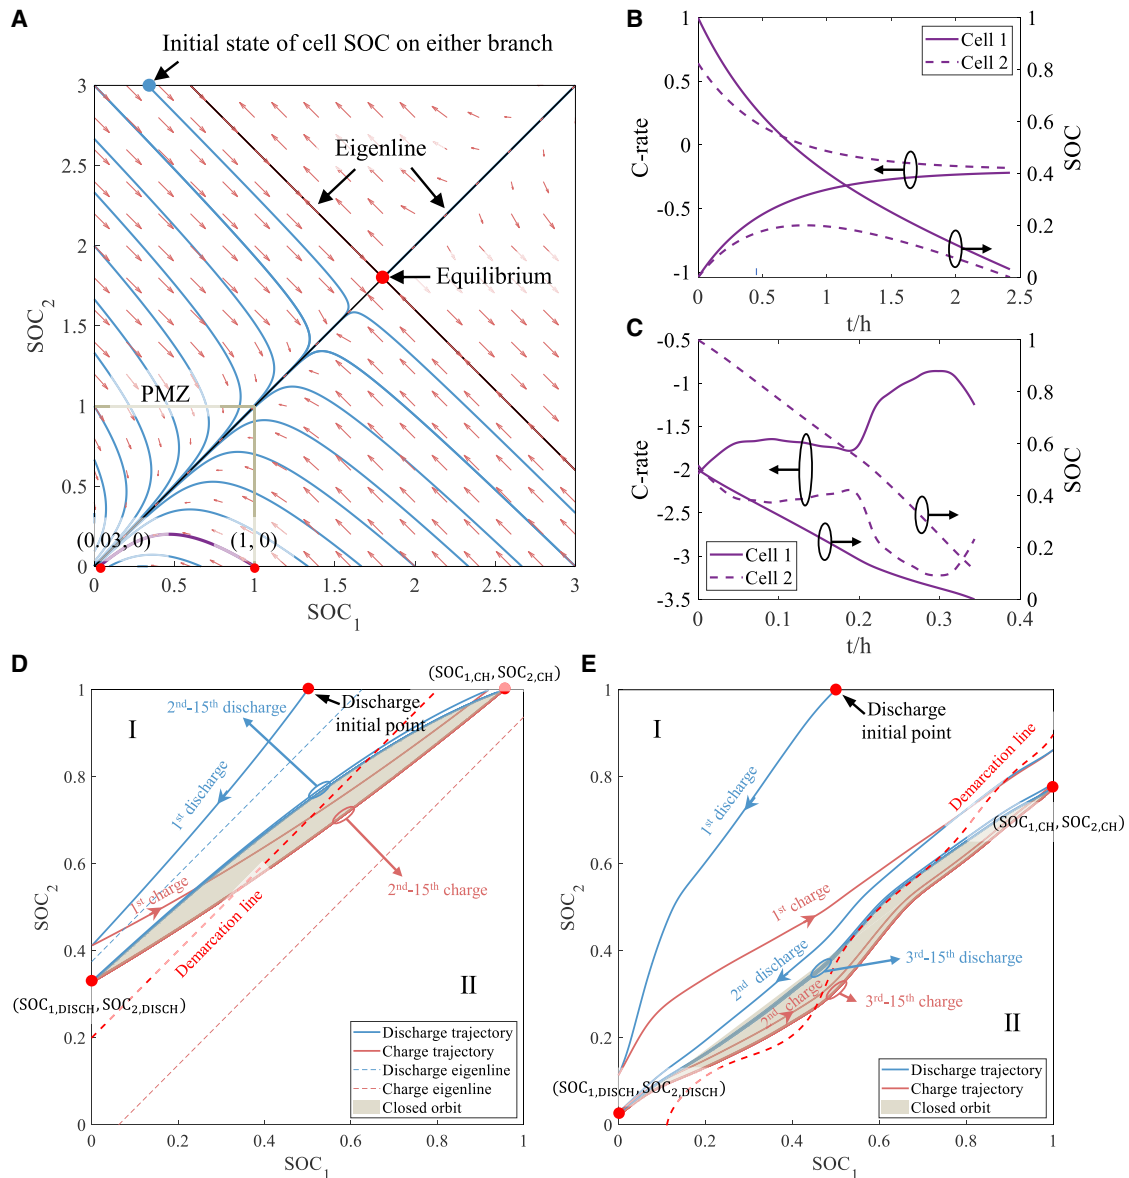 A
Initial state of cell SOC on either branch
3
2.5
2
1.5
1
0.5
0
SOC2
Eigenline
Equilibrium
PMZ
(0.03, 0)
(1, 0)
0
0.5
1
1.5
2
2.5
3
SOC1
B
1
0.5
0
-0.5
-1
C-rate
Cell 1
Cell 2
1
0.8
0.6
0.4
0.2
0
SOC
0
0.5
1
1.5
2
2.5
t/h
C
-0.5
-1
-1.5
-2
-2.5
-3
-3.5
C-rate
Cell 1
Cell 2
1
0.8
0.6
0.4
0.2
0
SOC
0
0.1
0.2
0.3
0.4
t/h
D
(SOC1,CH, SOC2,CH)
1
0.8
0.6
0.4
0.2
0
SOC2
I
2nd-15th discharge
Discharge
initial point
1st discharge
1st charge
2nd-15th charge
Demarcation line
(SOC1,DISCH, SOC2,DISCH)
II
Discharge trajectory
Charge trajectory
Discharge eigenline
Charge eigenline
Closed orbit
0
0.2
0.4
0.6
0.8
1
SOC1
E
1
0.8
0.6
0.4
0.2
0
SOC2
I
Discharge
initial point
Demarcation line
1st discharge
(SOC1,CH, SOC2,CH)
1st charge
2nd discharge
3rd-15th discharge
2nd charge
3rd-15th charge
II
(SOC1,DISCH, SOC2,DISCH)
Discharge trajectory
Charge trajectory
Closed orbit
0
0.2
0.4
0.6
0.8
1
SOC1